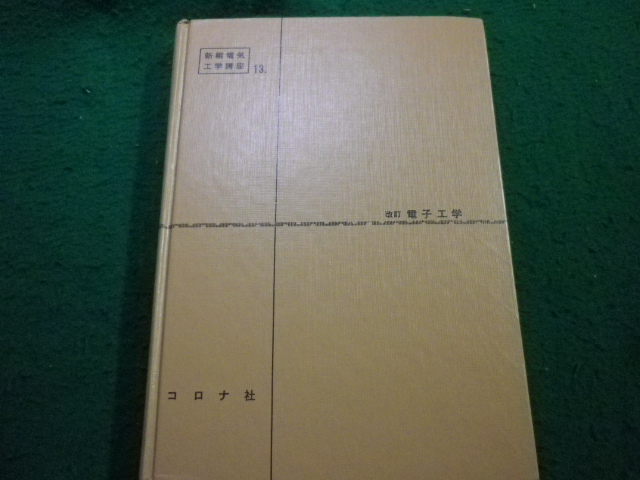 新編電気
工学講座 13.
改訂 電子工学
コロナ社